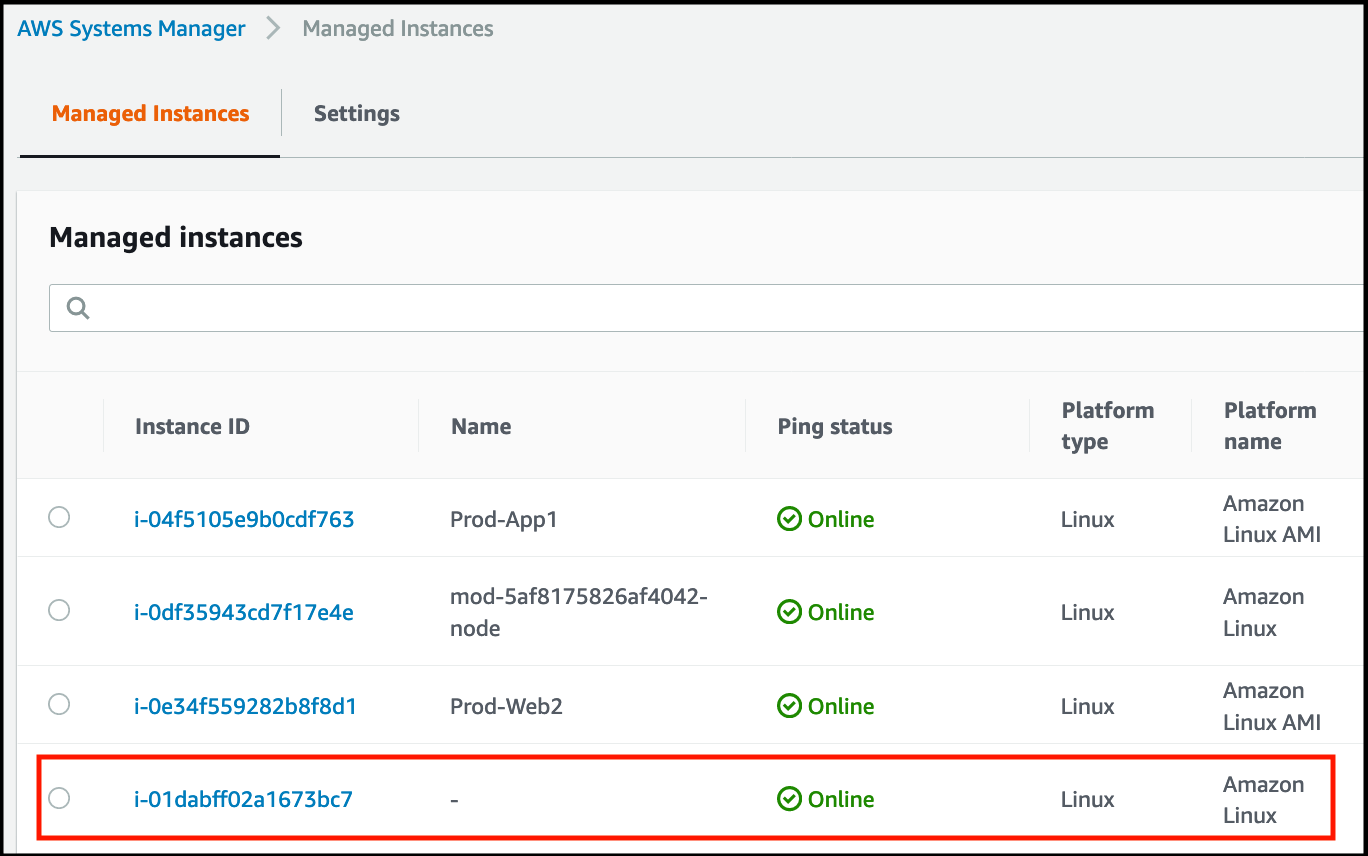 AWS Systems Manager > Managed Instances
Managed Instances
Settings
Managed instances
Instance ID
Name
Ping status
Platform
type
Platform
name
i-04f5105e9b0cdf763
Prod-App1
Online
Linux
Amazon
Linux AMI
i-0df35943cd7f17e4e
mod-5af8175826af4042-
node
Online
Linux
Amazon
Linux
i-0e34f559282b8f8d1
Prod-Web2
Online
Linux
Amazon
Linux AMI
i-01dabff02a1673bc7
-
Online
Linux
Amazon
Linux